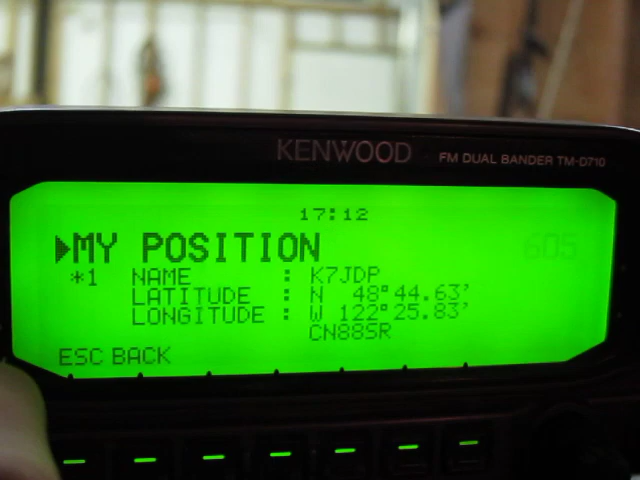 KENWOOD FM DUAL BANDER TM-D710
17:12
▶MY POSITION 605
*1 NAME : K7JDP
LATITUDE : N 48°44.63'
LONGITUDE : W 122°25.83'
CN88SR
ESC BACK